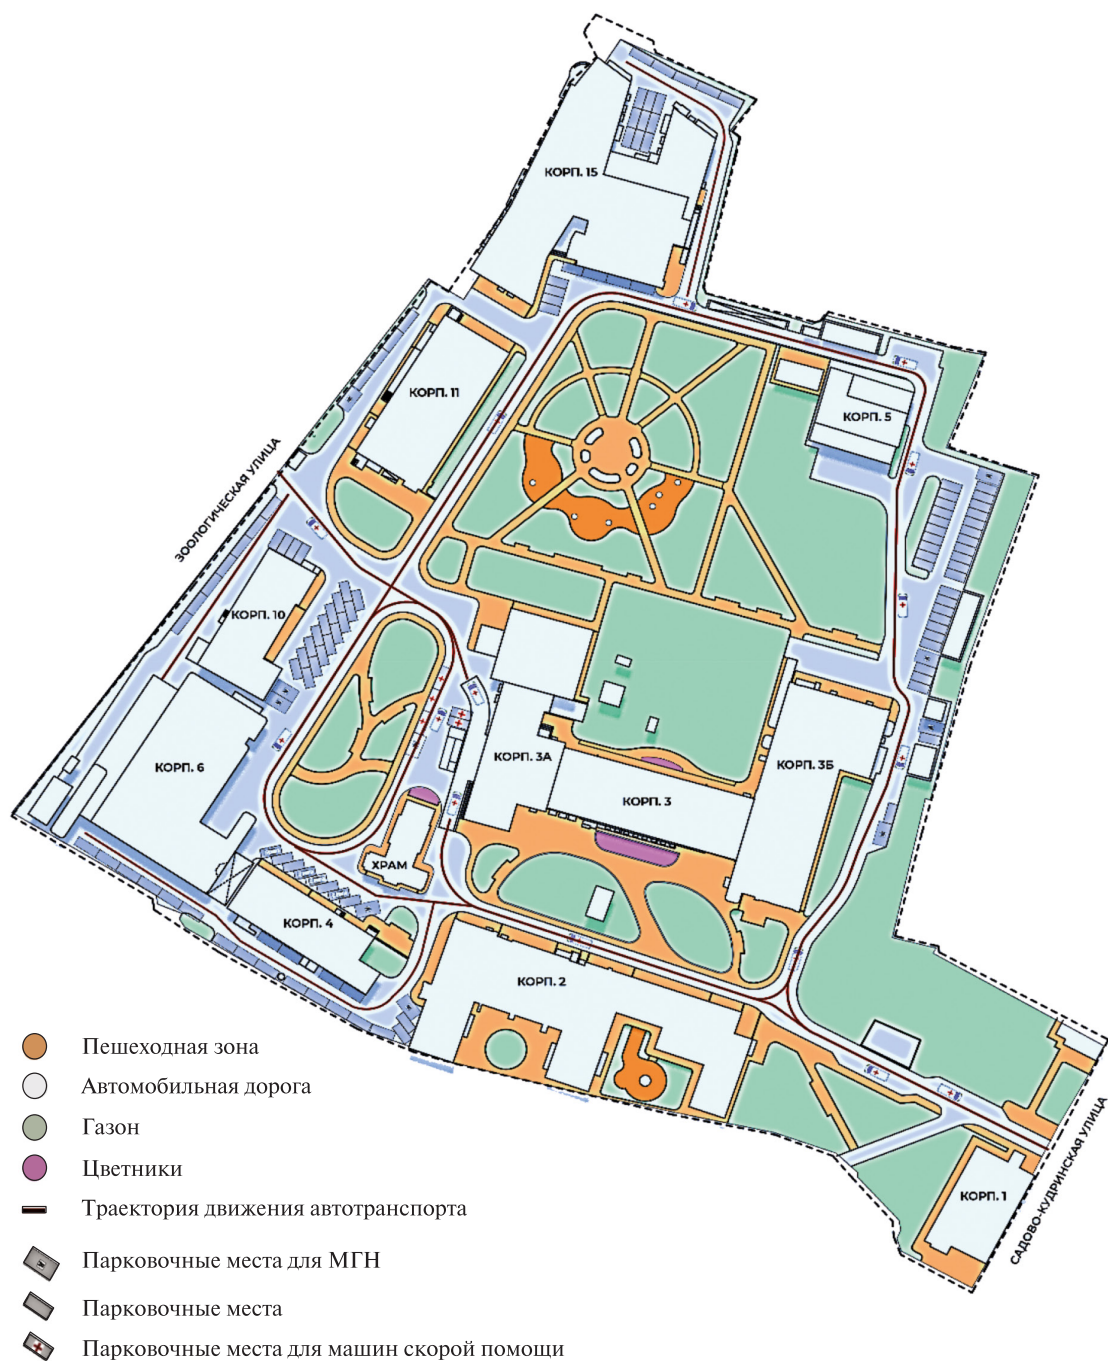 КОРП. 15
КОРП. 11
КОРП. 5
ЗООЛОГИЧЕСКАЯ УЛИЦА
КОРП. 10
КОРП. 6
КОРП. 3А
КОРП. 3Б
КОРП. 3
ХРАМ
КОРП. 4
КОРП. 2
КОРП. 1
САДОВО-КУДРИНСКАЯ УЛИЦА
Пешеходная зона
Автомобильная дорога
Газон
Цветники
Траектория движения автотранспорта
Парковочные места для МГН
Парковочные места
Парковочные места для машин скорой помощи